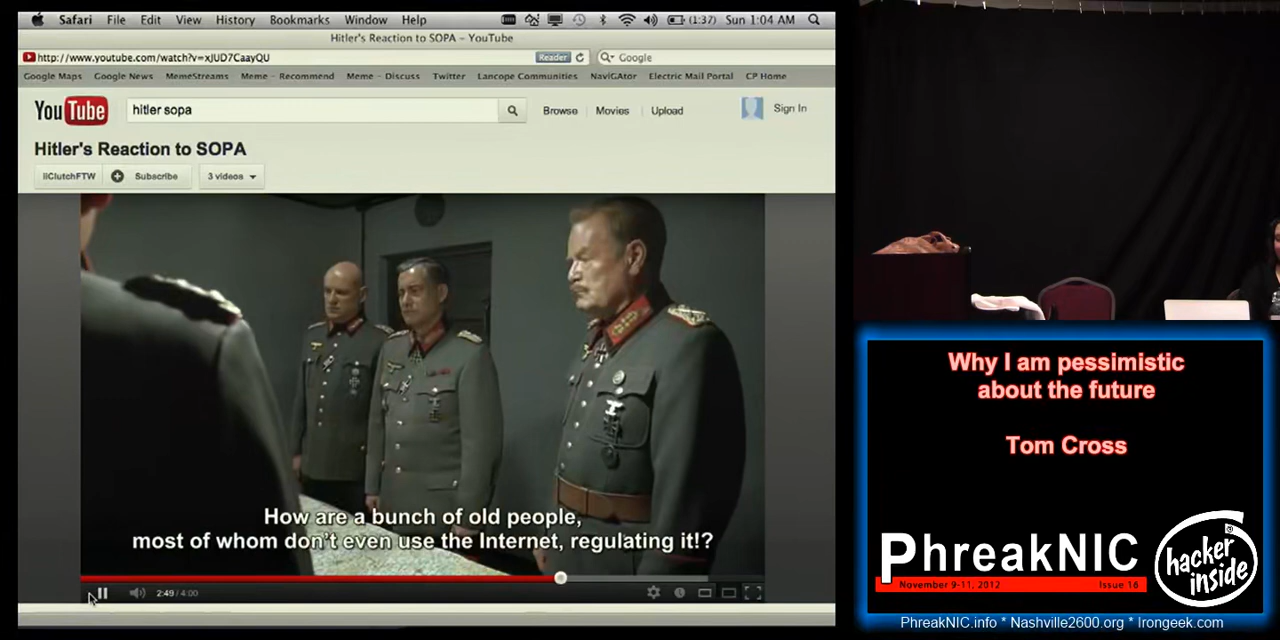 Safari File Edit View History Bookmarks Window Help (1:37) Sun 1:04 AM
Hitler's Reaction to SOPA – YouTube
http://www.youtube.com/watch?v=xJUD7CaayQU Reader Google
Google Maps Google News MemeStreams Meme – Recommend Meme – Discuss Twitter Lancope Communities NaviGAtor Electric Mail Portal CP Home
YouTube hitler sopa Browse Movies Upload Sign In
Hitler's Reaction to SOPA
liClutchFTW Subscribe 3 videos
How are a bunch of old people,
most of whom don't even use the Internet, regulating it!?
2:49 / 4:00
Why I am pessimistic
about the future
Tom Cross
PhreakNIC
November 9-11, 2012 Issue 16
hacker
inside
PhreakNIC.info * Nashville2600.org * Irongeek.com